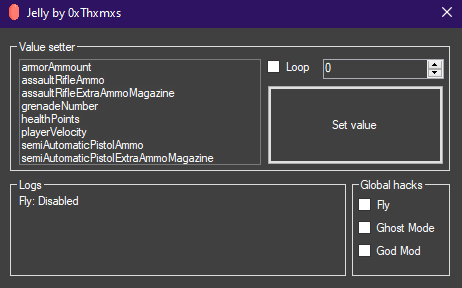 Jelly by 0xThxmxs
Value setter
armorAmmount
assaultRifleAmmo
assaultRifleExtraAmmoMagazine
grenadeNumber
healthPoints
playerVelocity
semiAutomaticPistolAmmo
semiAutomaticPistolExtraAmmoMagazine
Loop
0
Set value
Logs
Fly: Disabled
Global hacks
Fly
Ghost Mode
God Mod